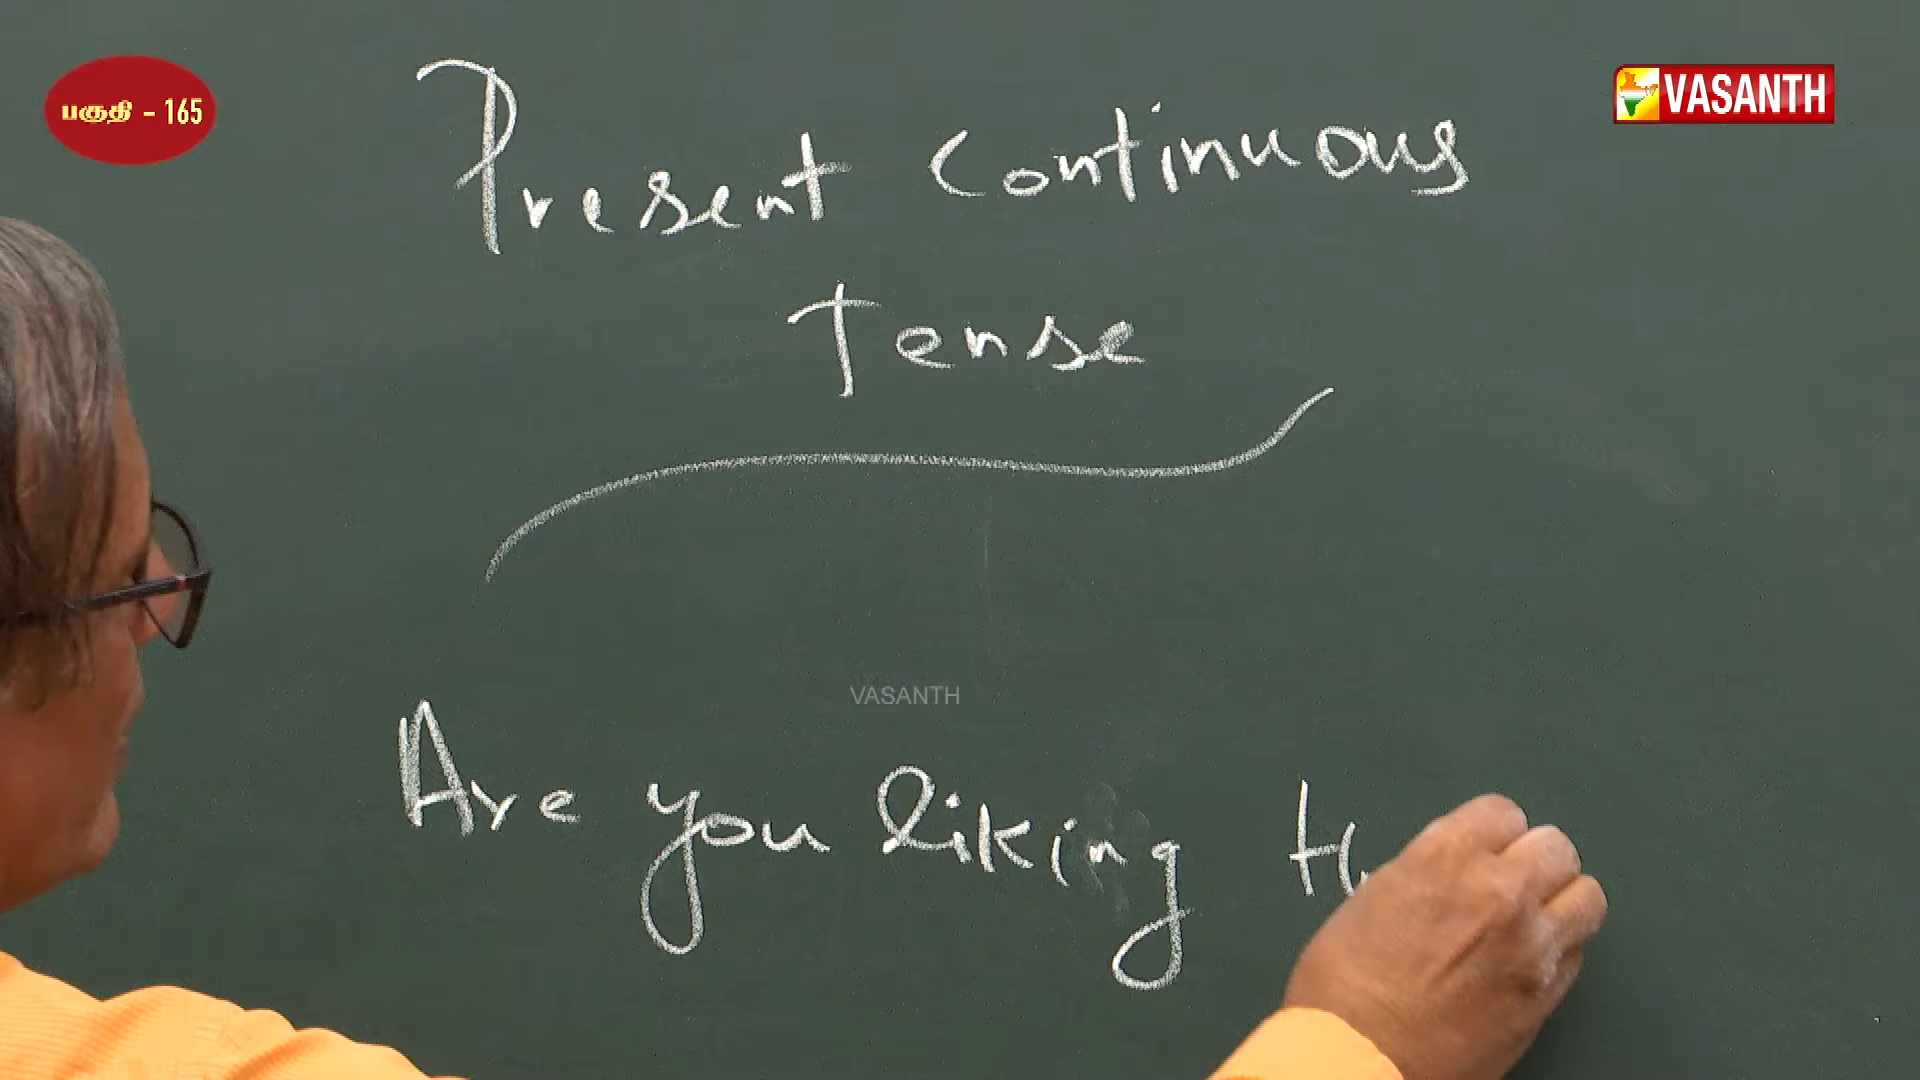 பகுதி - 165
VASANTH
Present Continuous
Tense
VASANTH
Are you liking